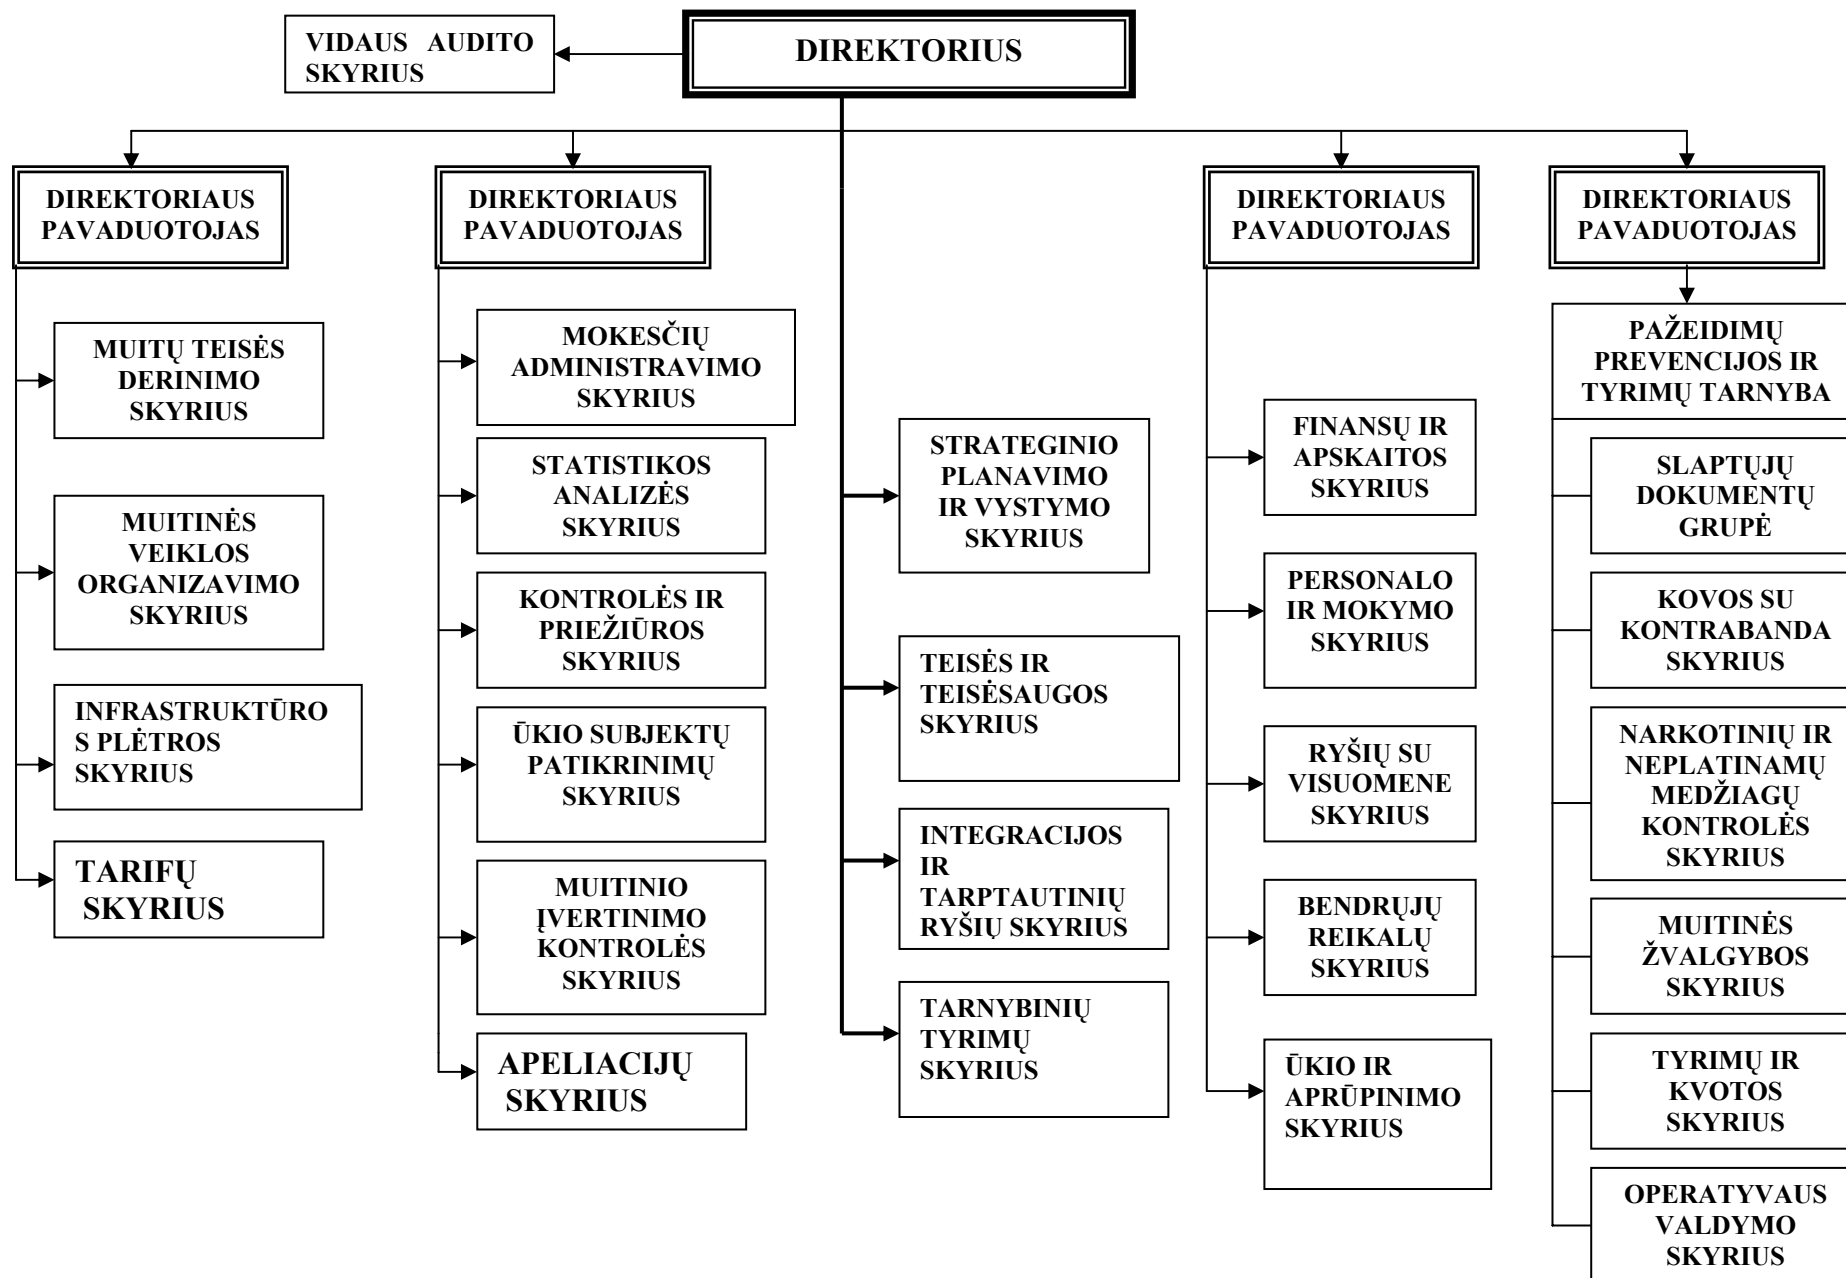 VIDAUS AUDITO
SKYRIUS
DIREKTORIUS
DIREKTORIAUS
PAVADUOTOJAS
MUITŲ TEISĖS
DERINIMO
SKYRIUS
MUITINĖS
VEIKLOS
ORGANIZAVIMO
SKYRIUS
INFRASTRUKTŪRO
S PLĖTROS
SKYRIUS
TARIFŲ
SKYRIUS
DIREKTORIAUS
PAVADUOTOJAS
MOKESČIŲ
ADMINISTRAVIMO
SKYRIUS
STATISTIKOS
ANALIZĖS
SKYRIUS
KONTROLĖS IR
PRIEŽIŪROS
SKYRIUS
ŪKIO SUBJEKTŲ
PATIKRINIMŲ
SKYRIUS
MUITINIO
ĮVERTINIMO
KONTROLĖS
SKYRIUS
APELIACIJŲ
SKYRIUS
STRATEGINIO
PLANAVIMO
IR VYSTYMO
SKYRIUS
TEISĖS IR
TEISĖSAUGOS
SKYRIUS
INTEGRACIJOS
IR
TARPTAUTINIŲ
RYŠIŲ SKYRIUS
TARNYBINIŲ
TYRIMŲ
SKYRIUS
DIREKTORIAUS
PAVADUOTOJAS
FINANSŲ IR
APSKAITOS
SKYRIUS
PERSONALO
IR MOKYMO
SKYRIUS
RYŠIŲ SU
VISUOMENE
SKYRIUS
BENDRŲJŲ
REIKALŲ
SKYRIUS
ŪKIO IR
APRŪPINIMO
SKYRIUS
DIREKTORIAUS
PAVADUOTOJAS
PAŽEIDIMŲ
PREVENCIJOS IR
TYRIMŲ TARNYBA
SLAPTŲJŲ
DOKUMENTŲ
GRUPĖ
KOVOS SU
KONTRABANDA
SKYRIUS
NARKOTINIŲ IR
NEPLATINAMŲ
MEDŽIAGŲ
KONTROLĖS
SKYRIUS
MUITINĖS
ŽVALGYBOS
SKYRIUS
TYRIMŲ IR
KVOTOS
SKYRIUS
OPERATYVAUS
VALDYMO
SKYRIUS